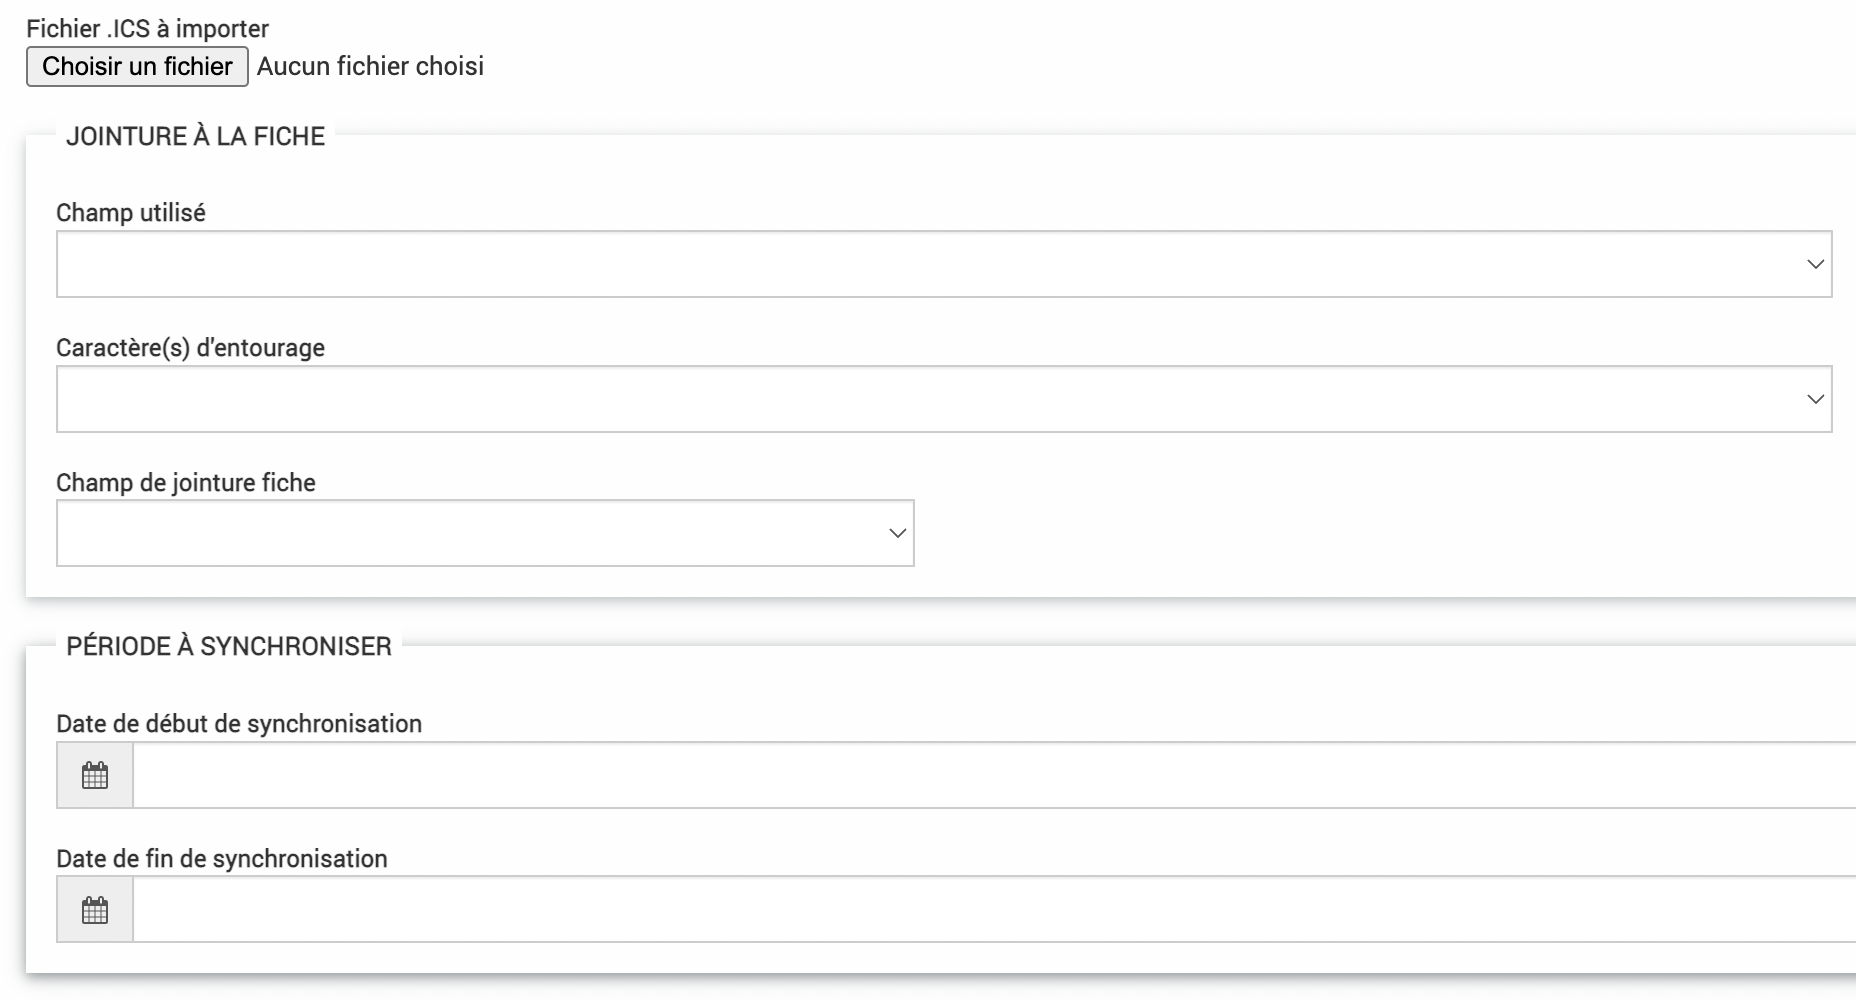 Fichier .ICS à importer
Choisir un fichier Aucun fichier choisi
JOINTURE À LA FICHE
Champ utilisé
Caractère(s) d'entourage
Champ de jointure fiche
PÉRIODE À SYNCHRONISER
Date de début de synchronisation
Date de fin de synchronisation